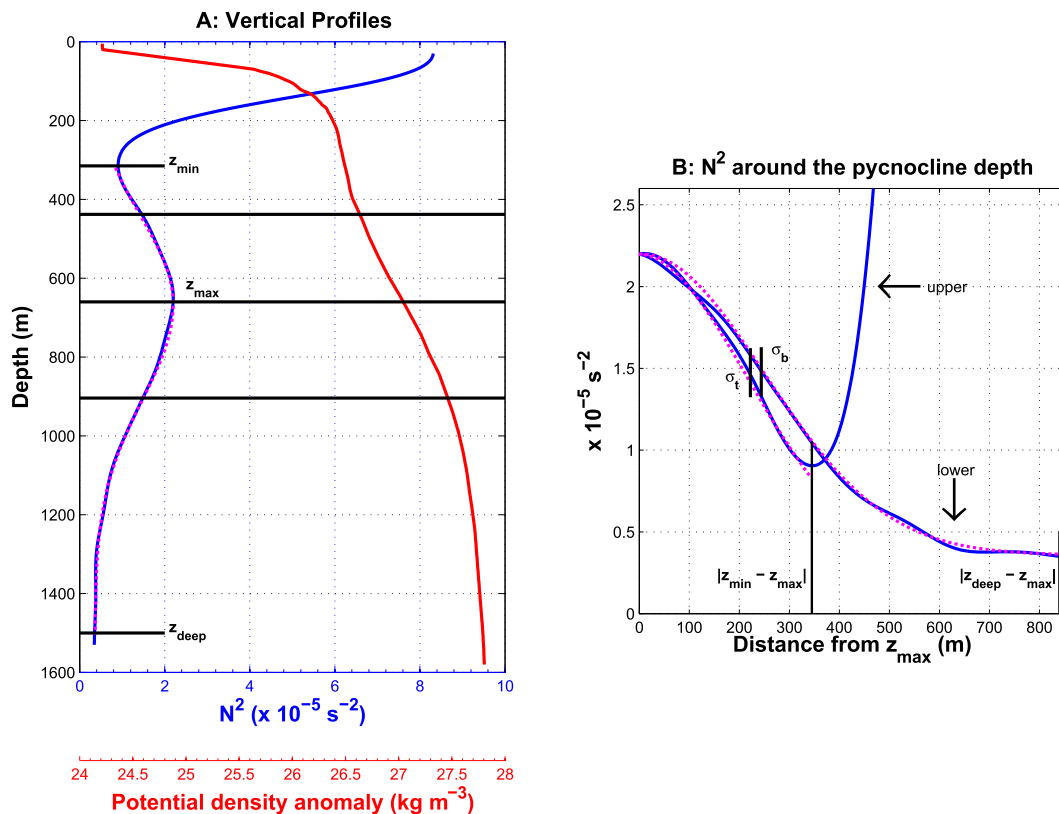 A: Vertical Profiles
0
200
400
600
800
1000
1200
1400
1600
Depth (m)
z_min
z_max
z_deep
0 2 4 6 8 10
N² (x 10⁻⁵ s⁻²)
24 24.5 25 25.5 26 26.5 27 27.5 28
Potential density anomaly (kg m⁻³)
B: N² around the pycnocline depth
2.5
2
1.5
1
0.5
0
x 10⁻⁵ s⁻²
upper
σ_b
σ_t
lower
|z_min − z_max|
|z_deep − z_max|
0 100 200 300 400 500 600 700 800
Distance from z_max (m)